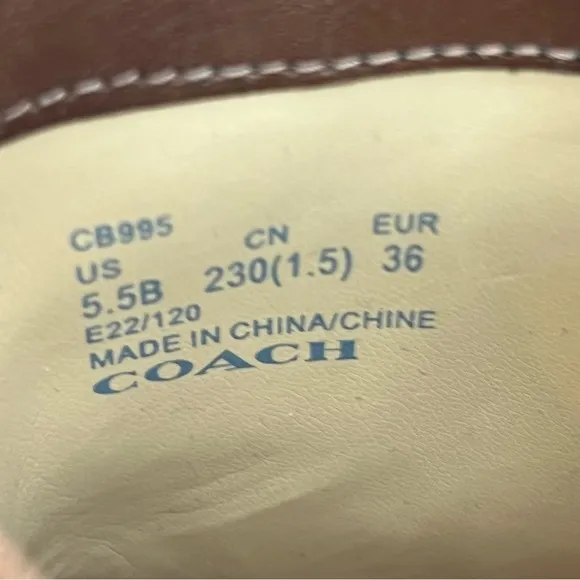 CB995
US CN EUR
5.5B 230(1.5) 36
E22/120
MADE IN CHINA/CHINE
COACH